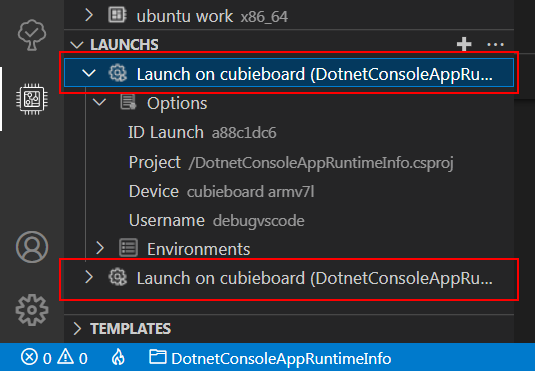 ubuntu work x86_64
LAUNCHS
Launch on cubieboard (DotnetConsoleAppRu...
Options
ID Launch a88c1dc6
Project /DotnetConsoleAppRuntimeInfo.csproj
Device cubieboard armv7l
Username debugvscode
Environments
Launch on cubieboard (DotnetConsoleAppRu...
TEMPLATES
0 0 DotnetConsoleAppRuntimeInfo